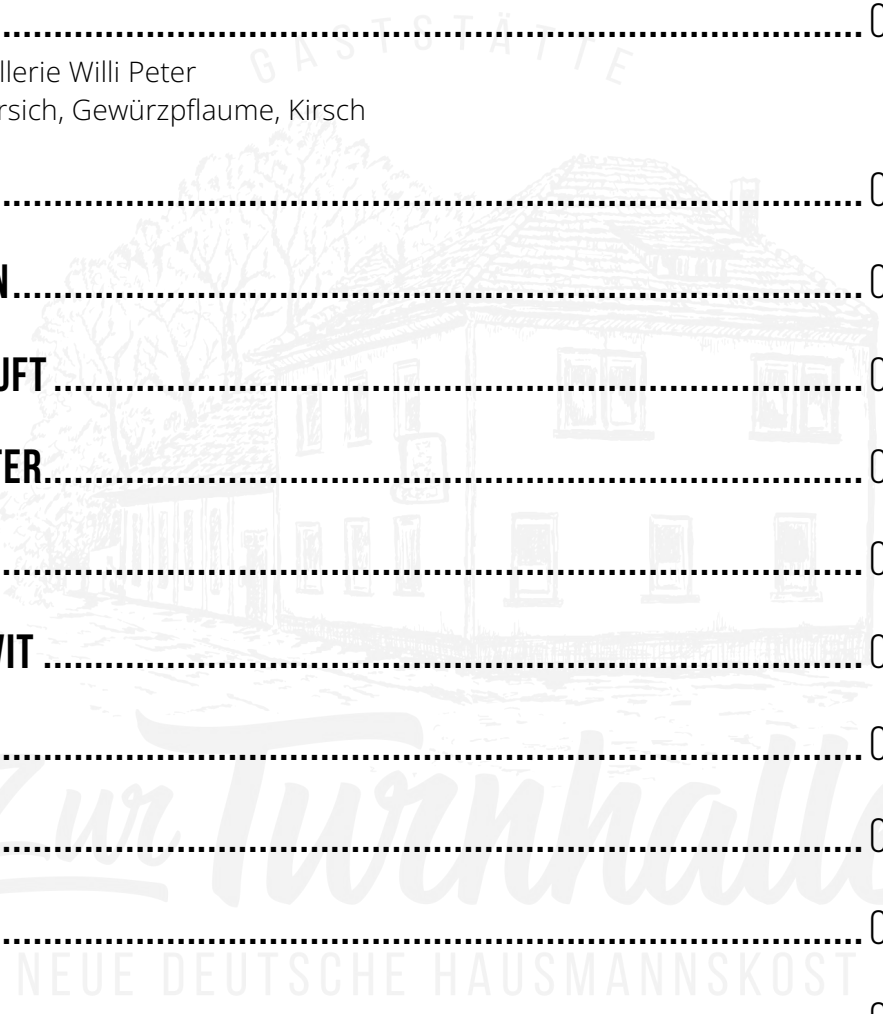 GASTSTÄTTE
llerie Willi Peter
rsich, Gewürzpflaume, Kirsch
N
UFT
TER
VIT
Zur Turnhalle
NEUE DEUTSCHE HAUSMANNSKOST